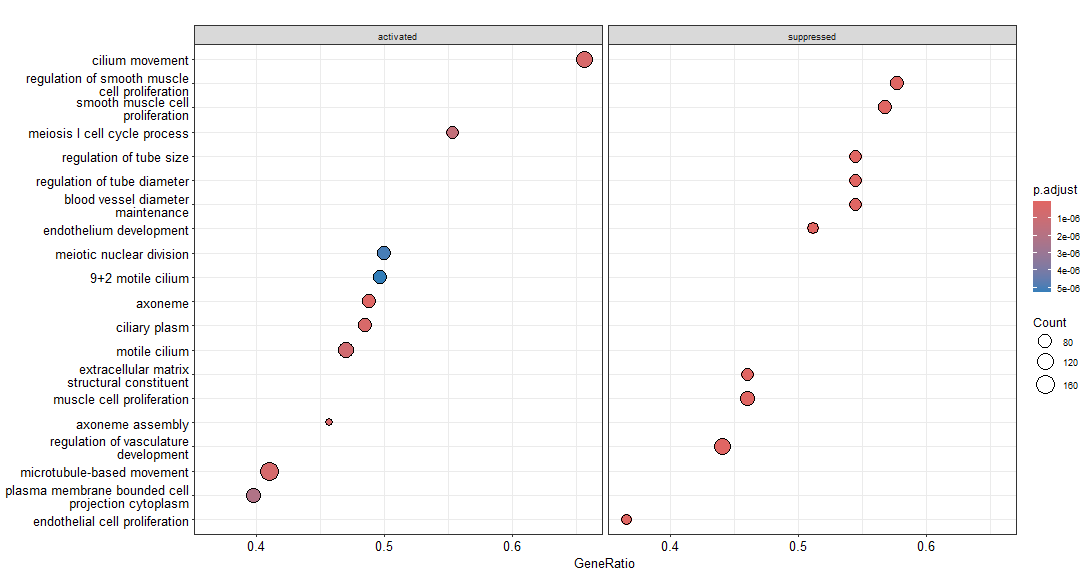 activated
suppressed
cilium movement
regulation of smooth muscle
cell proliferation
smooth muscle cell
proliferation
meiosis I cell cycle process
regulation of tube size
regulation of tube diameter
blood vessel diameter
maintenance
endothelium development
meiotic nuclear division
9+2 motile cilium
axoneme
ciliary plasm
motile cilium
extracellular matrix
structural constituent
muscle cell proliferation
axoneme assembly
regulation of vasculature
development
microtubule-based movement
plasma membrane bounded cell
projection cytoplasm
endothelial cell proliferation
0.4
0.5
0.6
0.4
0.5
0.6
GeneRatio
p.adjust
1e-06
2e-06
3e-06
4e-06
5e-06
Count
80
120
160